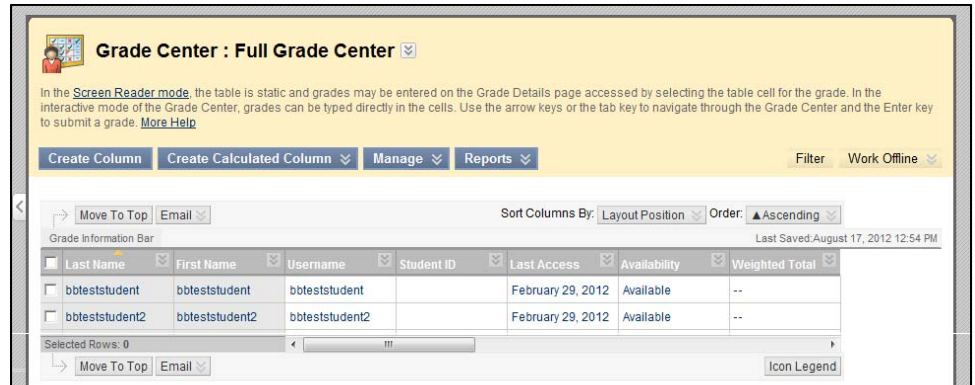 Grade Center : Full Grade Center
In the Screen Reader mode, the table is static and grades may be entered on the Grade Details page accessed by selecting the table cell for the grade. In the
interactive mode of the Grade Center, grades can be typed directly in the cells. Use the arrow keys or the tab key to navigate through the Grade Center and the Enter key
to submit a grade. More Help
Create Column Create Calculated Column Manage Reports Filter Work Offline
Move To Top Email Sort Columns By: Layout Position Order: ▲Ascending
Grade Information Bar Last Saved:August 17, 2012 12:54 PM
Last Name First Name Username Student ID Last Access Availability Weighted Total
bbteststudent bbteststudent bbteststudent February 29, 2012 Available --
bbteststudent2 bbteststudent2 bbteststudent2 February 29, 2012 Available --
Selected Rows: 0
Move To Top Email Icon Legend